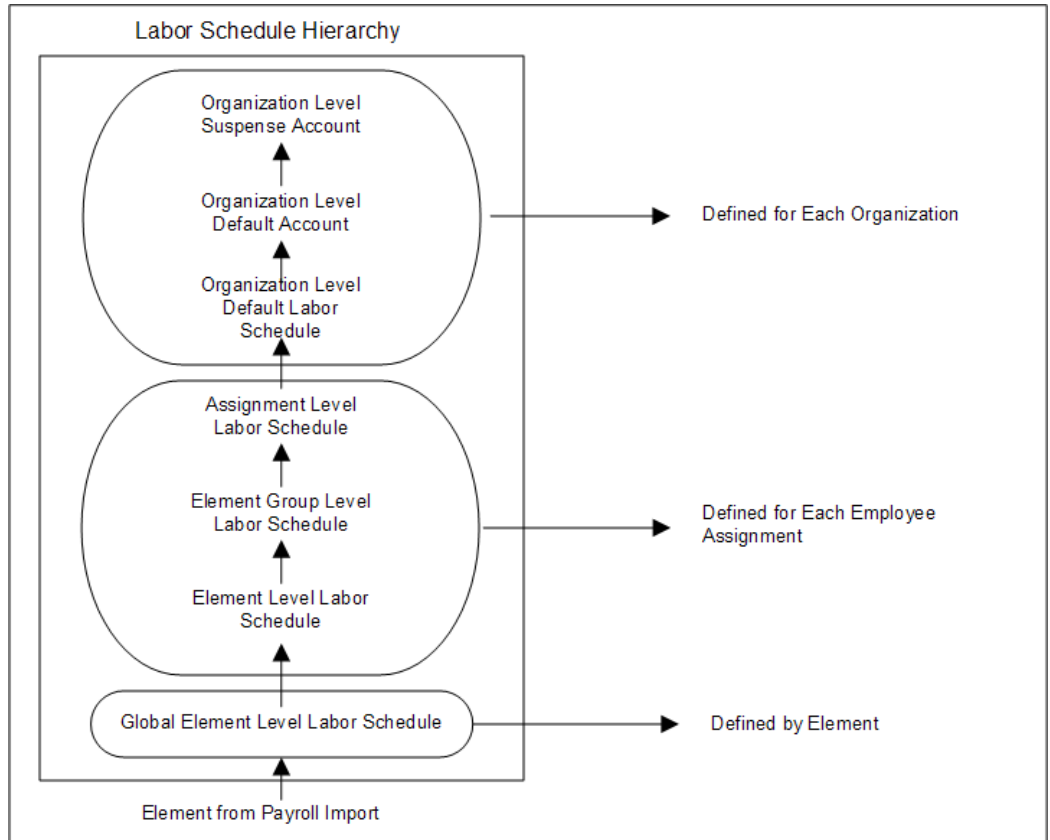 Labor Schedule Hierarchy
Organization Level
Suspense Account
Organization Level
Default Account
Defined for Each Organization
Organization Level
Default Labor
Schedule
Assignment Level
Labor Schedule
Element Group Level
Labor Schedule
Defined for Each Employee
Assignment
Element Level Labor
Schedule
Global Element Level Labor Schedule
Defined by Element
Element from Payroll Import